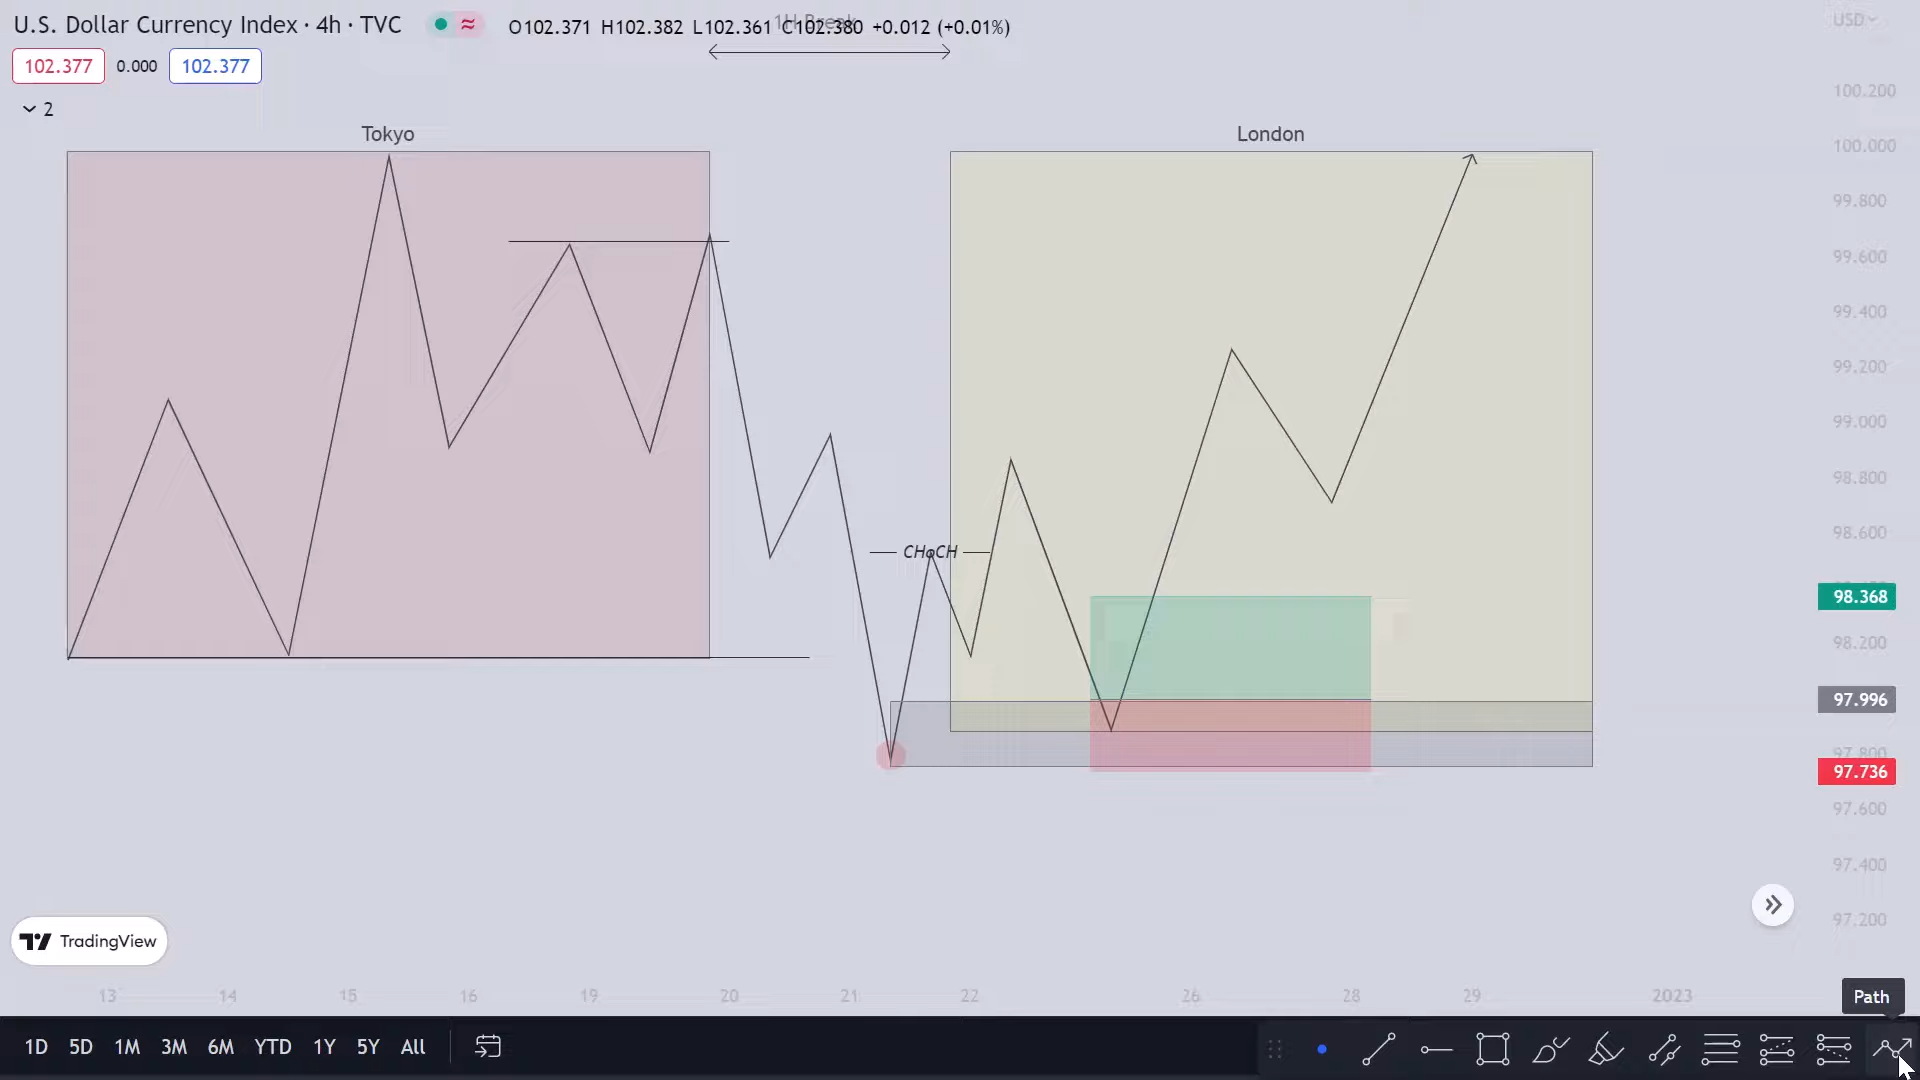 U.S. Dollar Currency Index · 4h · TVC
O102.371 H102.382 L102.361 C102.380 +0.012 (+0.01%)
1H Break
USD
102.377 0.000 102.377
2
100.200
Tokyo
London
100.000
99.800
99.600
99.400
99.200
99.000
98.800
98.600
CHoCH
98.368
98.200
97.996
97.800
97.736
97.600
97.400
97.200
TradingView
13 14 15 16 19 20 21 22 26 28 29 2023
Path
1D 5D 1M 3M 6M YTD 1Y 5Y All